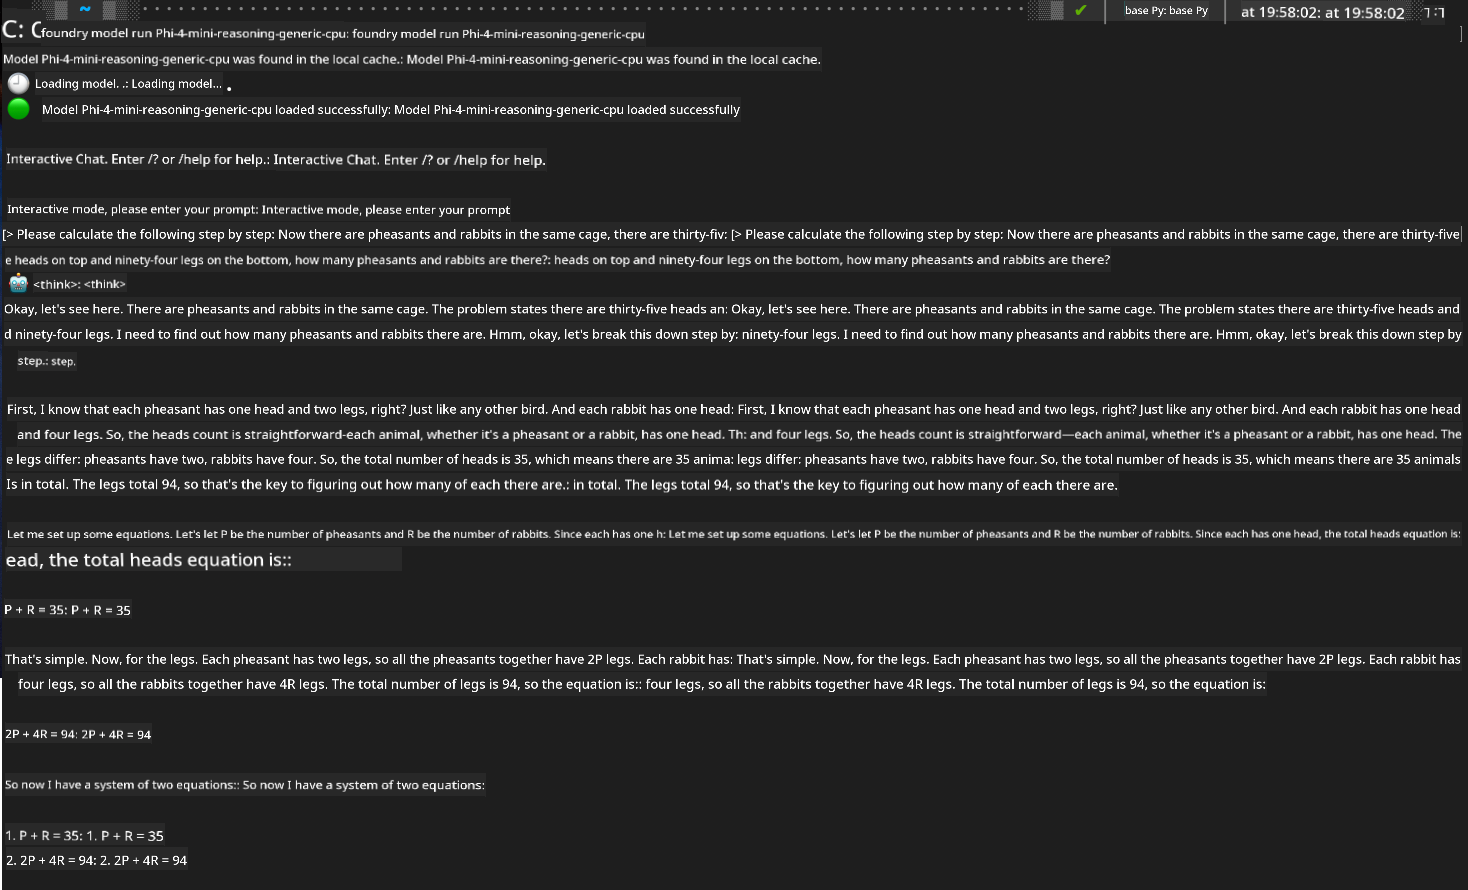 ~ ✔ base Py: base Py at 19:58:02: at 19:58:02
C: C foundry model run Phi-4-mini-reasoning-generic-cpu: foundry model run Phi-4-mini-reasoning-generic-cpu
Model Phi-4-mini-reasoning-generic-cpu was found in the local cache.: Model Phi-4-mini-reasoning-generic-cpu was found in the local cache.
Loading model. .: Loading model... .
Model Phi-4-mini-reasoning-generic-cpu loaded successfully: Model Phi-4-mini-reasoning-generic-cpu loaded successfully
Interactive Chat. Enter /? or /help for help.: Interactive Chat. Enter /? or /help for help.
Interactive mode, please enter your prompt: Interactive mode, please enter your prompt
[> Please calculate the following step by step: Now there are pheasants and rabbits in the same cage, there are thirty-fiv: [> Please calculate the following step by step: Now there are pheasants and rabbits in the same cage, there are thirty-five
e heads on top and ninety-four legs on the bottom, how many pheasants and rabbits are there?: heads on top and ninety-four legs on the bottom, how many pheasants and rabbits are there?
<think>: <think>
Okay, let's see here. There are pheasants and rabbits in the same cage. The problem states there are thirty-five heads an: Okay, let's see here. There are pheasants and rabbits in the same cage. The problem states there are thirty-five heads and
d ninety-four legs. I need to find out how many pheasants and rabbits there are. Hmm, okay, let's break this down step by: ninety-four legs. I need to find out how many pheasants and rabbits there are. Hmm, okay, let's break this down step by
step.: step.
First, I know that each pheasant has one head and two legs, right? Just like any other bird. And each rabbit has one head: First, I know that each pheasant has one head and two legs, right? Just like any other bird. And each rabbit has one head
and four legs. So, the heads count is straightforward-each animal, whether it's a pheasant or a rabbit, has one head. Th: and four legs. So, the heads count is straightforward—each animal, whether it's a pheasant or a rabbit, has one head. The
e legs differ: pheasants have two, rabbits have four. So, the total number of heads is 35, which means there are 35 anima: legs differ: pheasants have two, rabbits have four. So, the total number of heads is 35, which means there are 35 animals
Is in total. The legs total 94, so that's the key to figuring out how many of each there are.: in total. The legs total 94, so that's the key to figuring out how many of each there are.
Let me set up some equations. Let's let P be the number of pheasants and R be the number of rabbits. Since each has one h: Let me set up some equations. Let's let P be the number of pheasants and R be the number of rabbits. Since each has one head, the total heads equation is:
ead, the total heads equation is::
P + R = 35: P + R = 35
That's simple. Now, for the legs. Each pheasant has two legs, so all the pheasants together have 2P legs. Each rabbit has: That's simple. Now, for the legs. Each pheasant has two legs, so all the pheasants together have 2P legs. Each rabbit has
four legs, so all the rabbits together have 4R legs. The total number of legs is 94, so the equation is:: four legs, so all the rabbits together have 4R legs. The total number of legs is 94, so the equation is:
2P + 4R = 94: 2P + 4R = 94
So now I have a system of two equations:: So now I have a system of two equations:
1. P + R = 35: 1. P + R = 35
2. 2P + 4R = 94: 2. 2P + 4R = 94